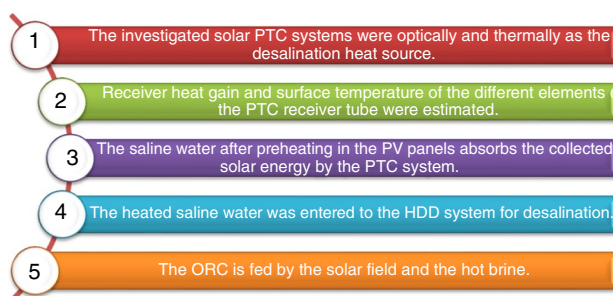 1
The investigated solar PTC systems were optically and thermally as the
desalination heat source.
2
Receiver heat gain and surface temperature of the different elements
the PTC receiver tube were estimated.
3
The saline water after preheating in the PV panels absorbs the collected
solar energy by the PTC system.
4
The heated saline water was entered to the HDD system for desalination.
5
The ORC is fed by the solar field and the hot brine.